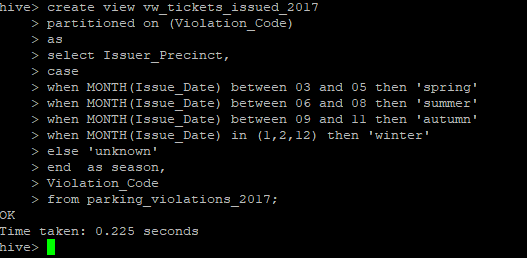 hive> create view vw_tickets_issued_2017
    > partitioned on (Violation_Code)
    > as
    > select Issuer_Precinct,
    > case
    > when MONTH(Issue_Date) between 03 and 05 then 'spring'
    > when MONTH(Issue_Date) between 06 and 08 then 'summer'
    > when MONTH(Issue_Date) between 09 and 11 then 'autumn'
    > when MONTH(Issue_Date) in (1,2,12) then 'winter'
    > else 'unknown'
    > end  as season,
    > Violation_Code
    > from parking_violations_2017;
OK
Time taken: 0.225 seconds
hive>